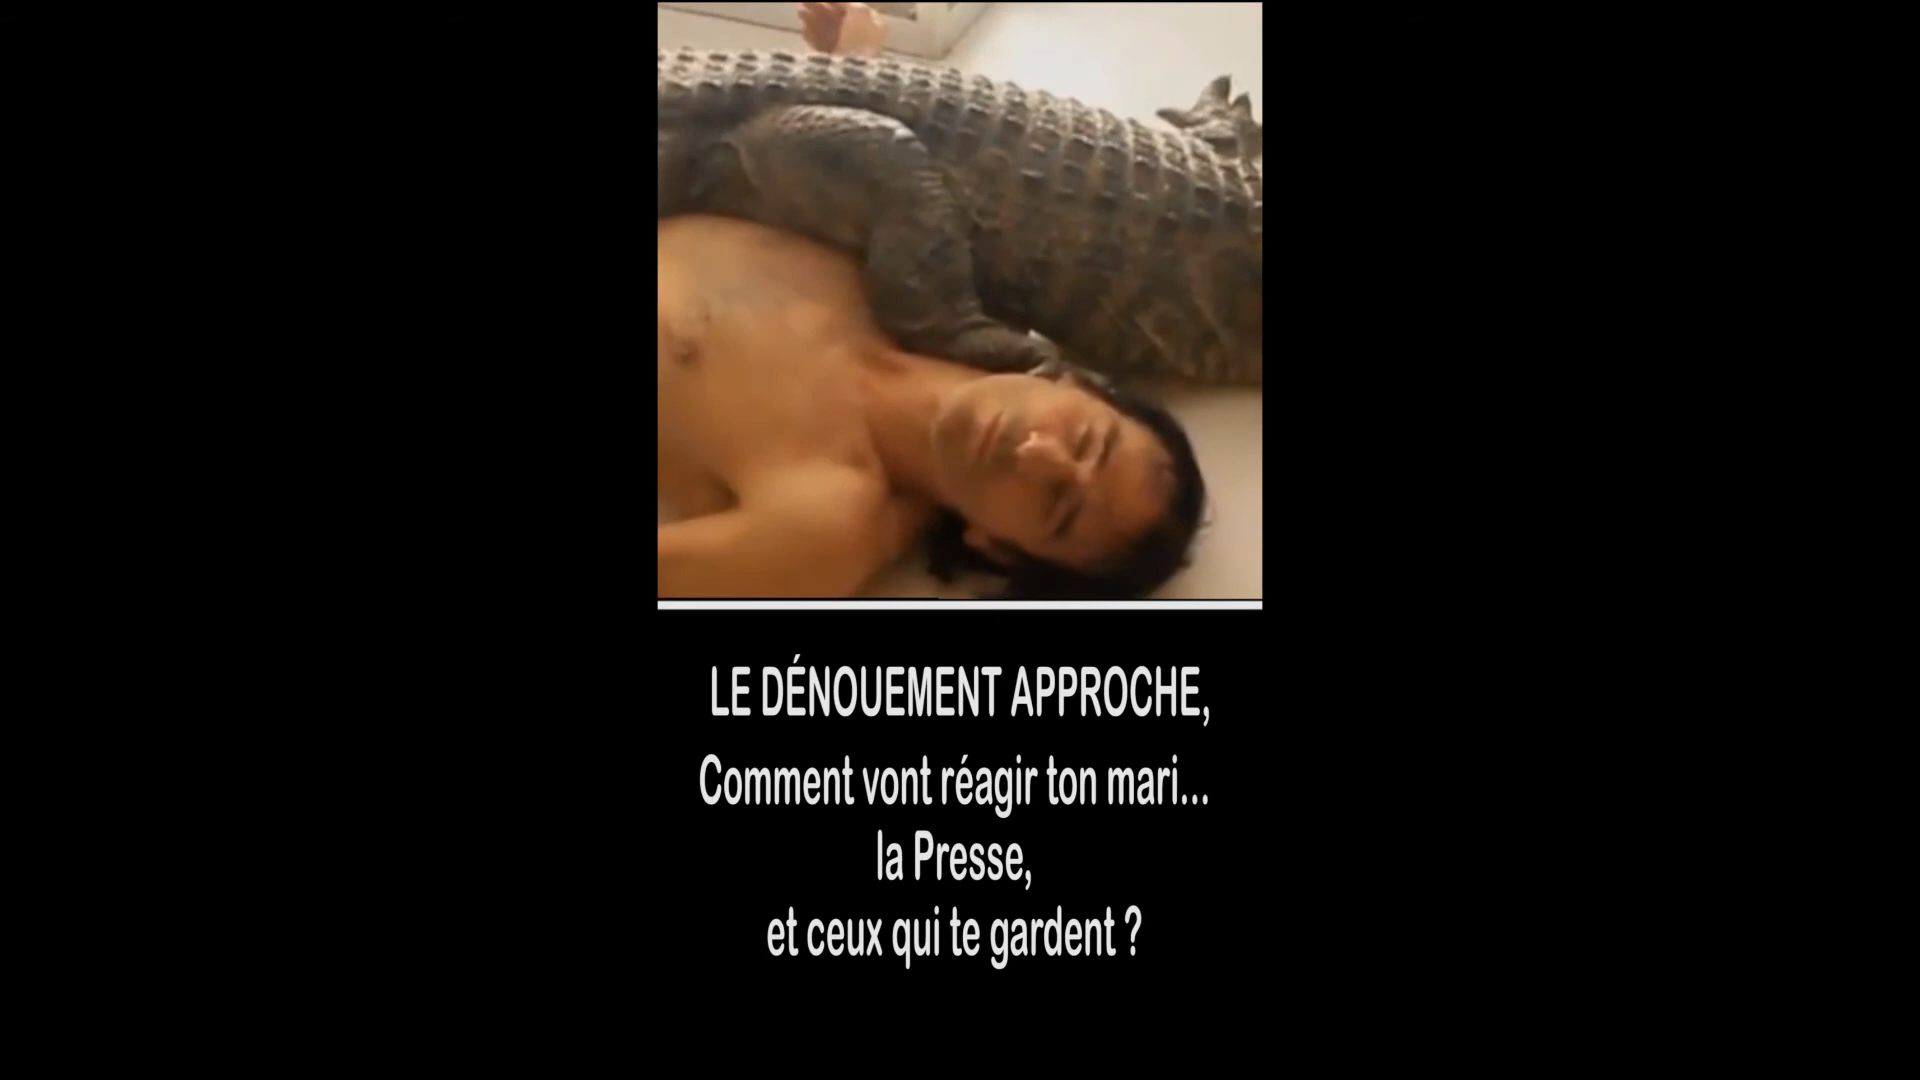 LE DÉNOUEMENT APPROCHE,
Comment vont réagir ton mari...
la Presse,
et ceux qui te gardent ?